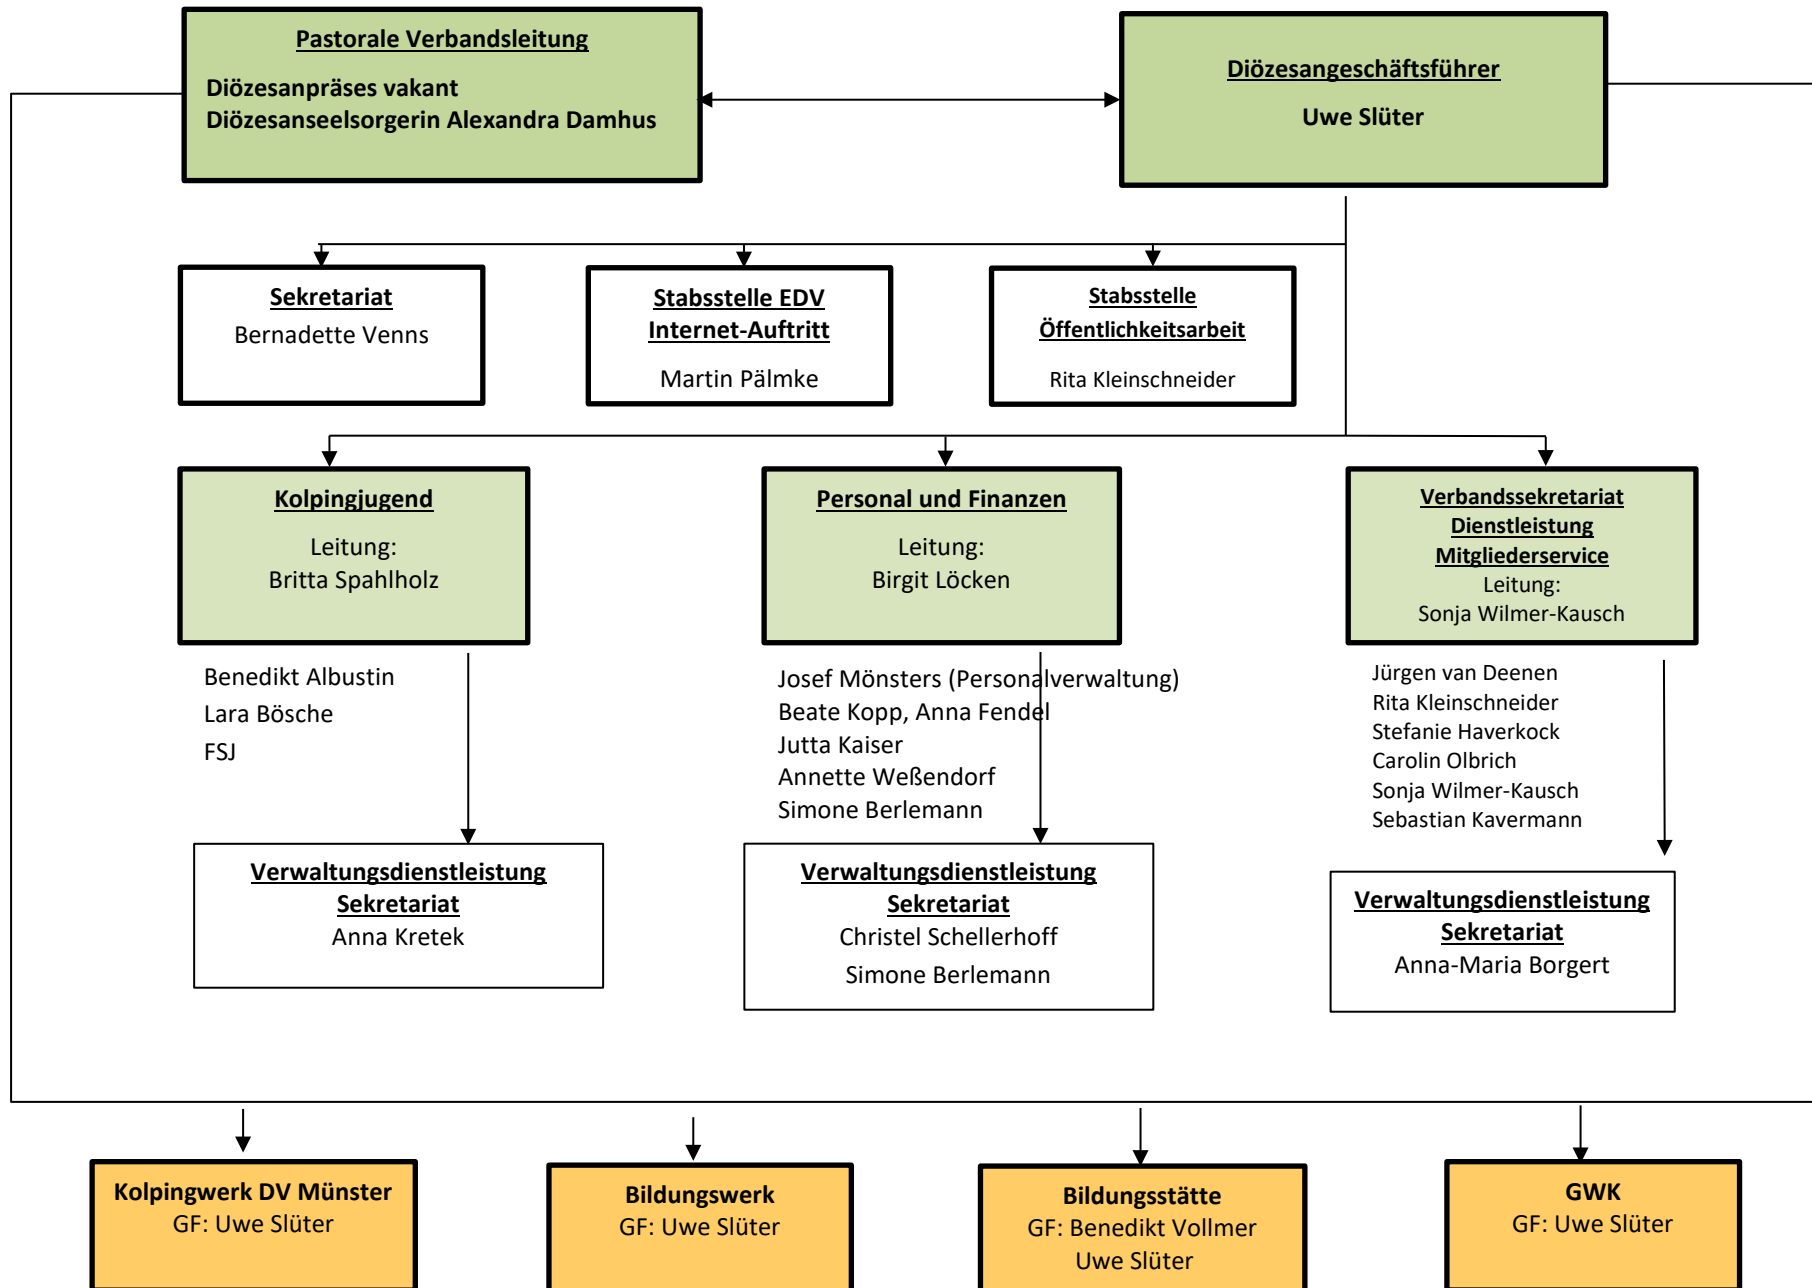 Pastorale Verbandsleitung
Diözesanpräses vakant
Diözesanseelsorgerin Alexandra Damhus
Diözesangeschäftsführer
Uwe Slüter
Sekretariat
Bernadette Venns
Stabsstelle EDV
Internet-Auftritt
Martin Pälmke
Stabsstelle
Öffentlichkeitsarbeit
Rita Kleinschneider
Kolpingjugend
Leitung:
Britta Spahlholz
Personal und Finanzen
Leitung:
Birgit Löcken
Verbandssekretariat
Dienstleistung
Mitgliederservice
Leitung:
Sonja Wilmer-Kausch
Benedikt Albustin
Lara Bösche
FSJ
Josef Mönsters (Personalverwaltung)
Beate Kopp, Anna Fendel
Jutta Kaiser
Annette Weßendorf
Simone Berlemann
Jürgen van Deenen
Rita Kleinschneider
Stefanie Haverkock
Carolin Olbrich
Sonja Wilmer-Kausch
Sebastian Kavermann
Verwaltungsdienstleistung
Sekretariat
Anna Kretek
Verwaltungsdienstleistung
Sekretariat
Christel Schellerhoff
Simone Berlemann
Verwaltungsdienstleistung
Sekretariat
Anna-Maria Borgert
Kolpingwerk DV Münster
GF: Uwe Slüter
Bildungswerk
GF: Uwe Slüter
Bildungsstätte
GF: Benedikt Vollmer
Uwe Slüter
GWK
GF: Uwe Slüter